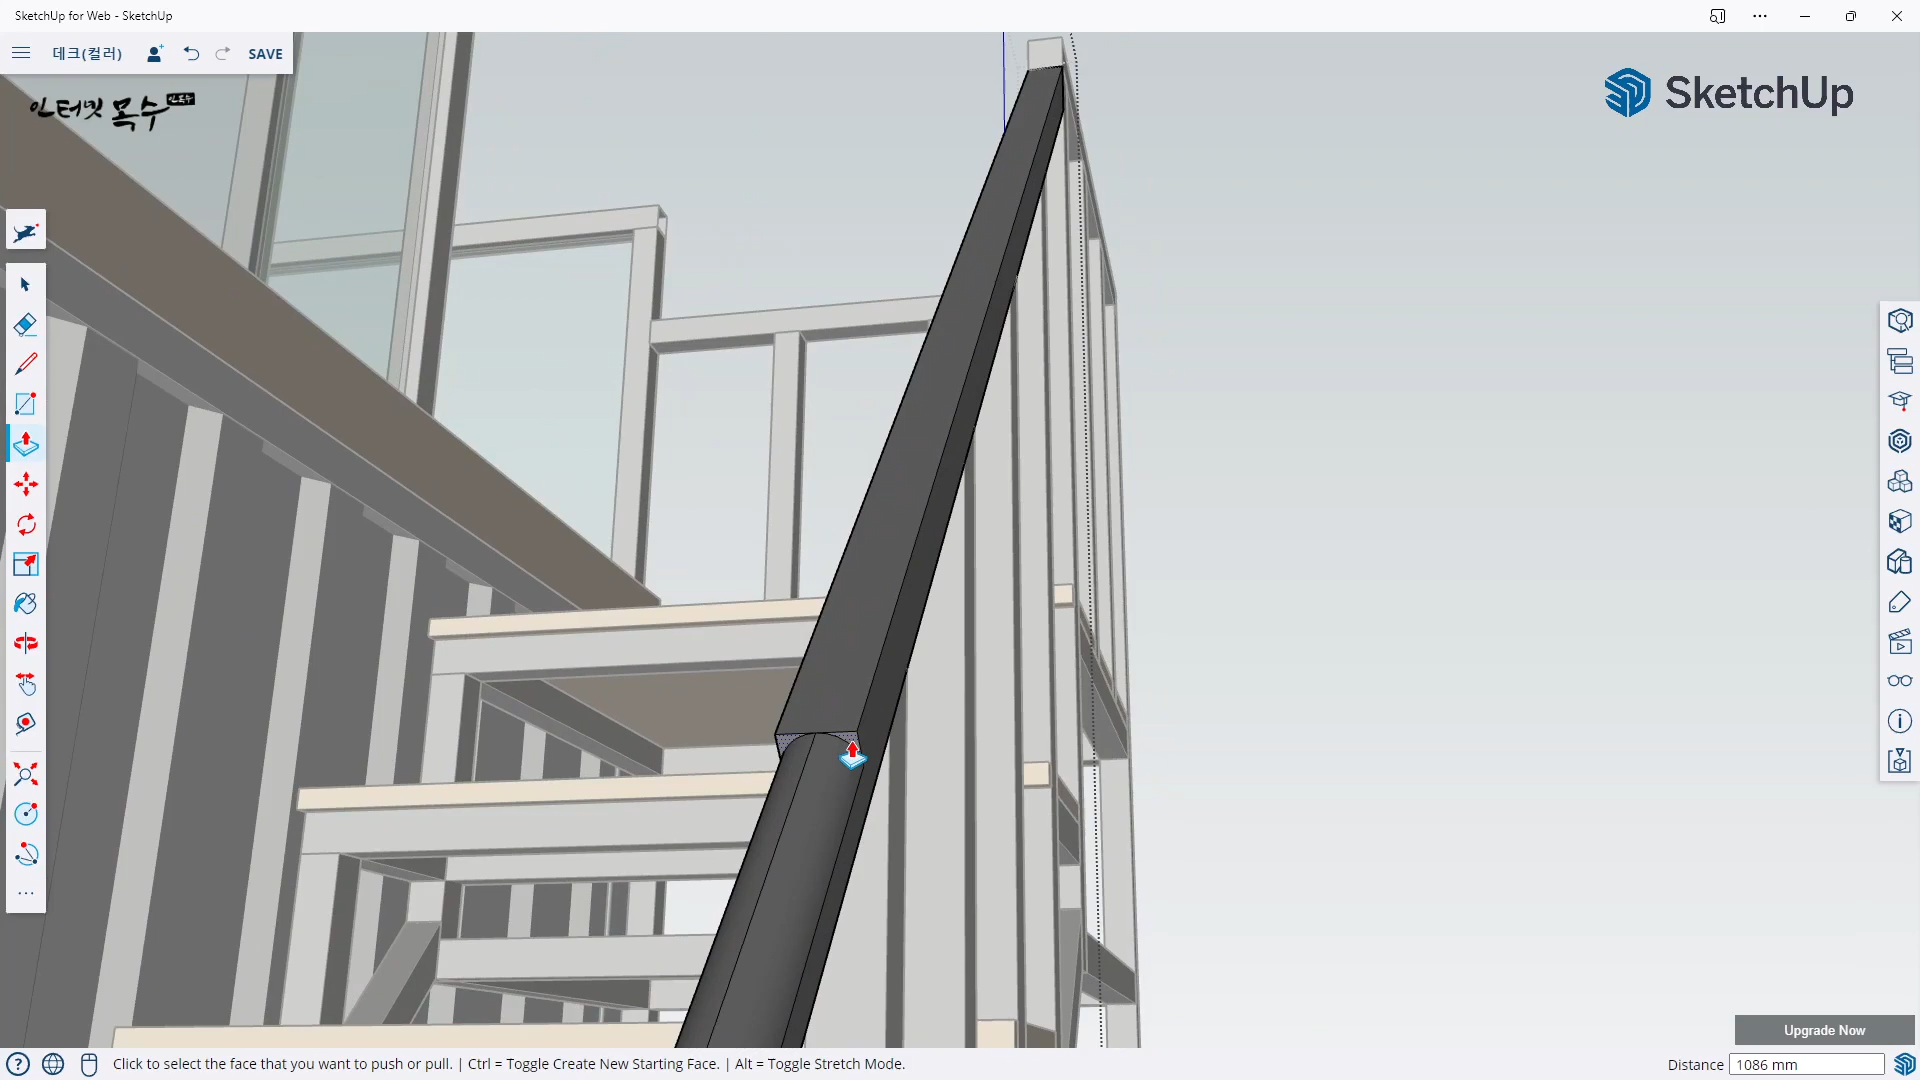 SketchUp for Web - SketchUp
데크(컬러)
SAVE
인터넷 목수
SketchUp
Upgrade Now
Click to select the face that you want to push or pull. | Ctrl = Toggle Create New Starting Face. | Alt = Toggle Stretch Mode.
Distance 1086 mm